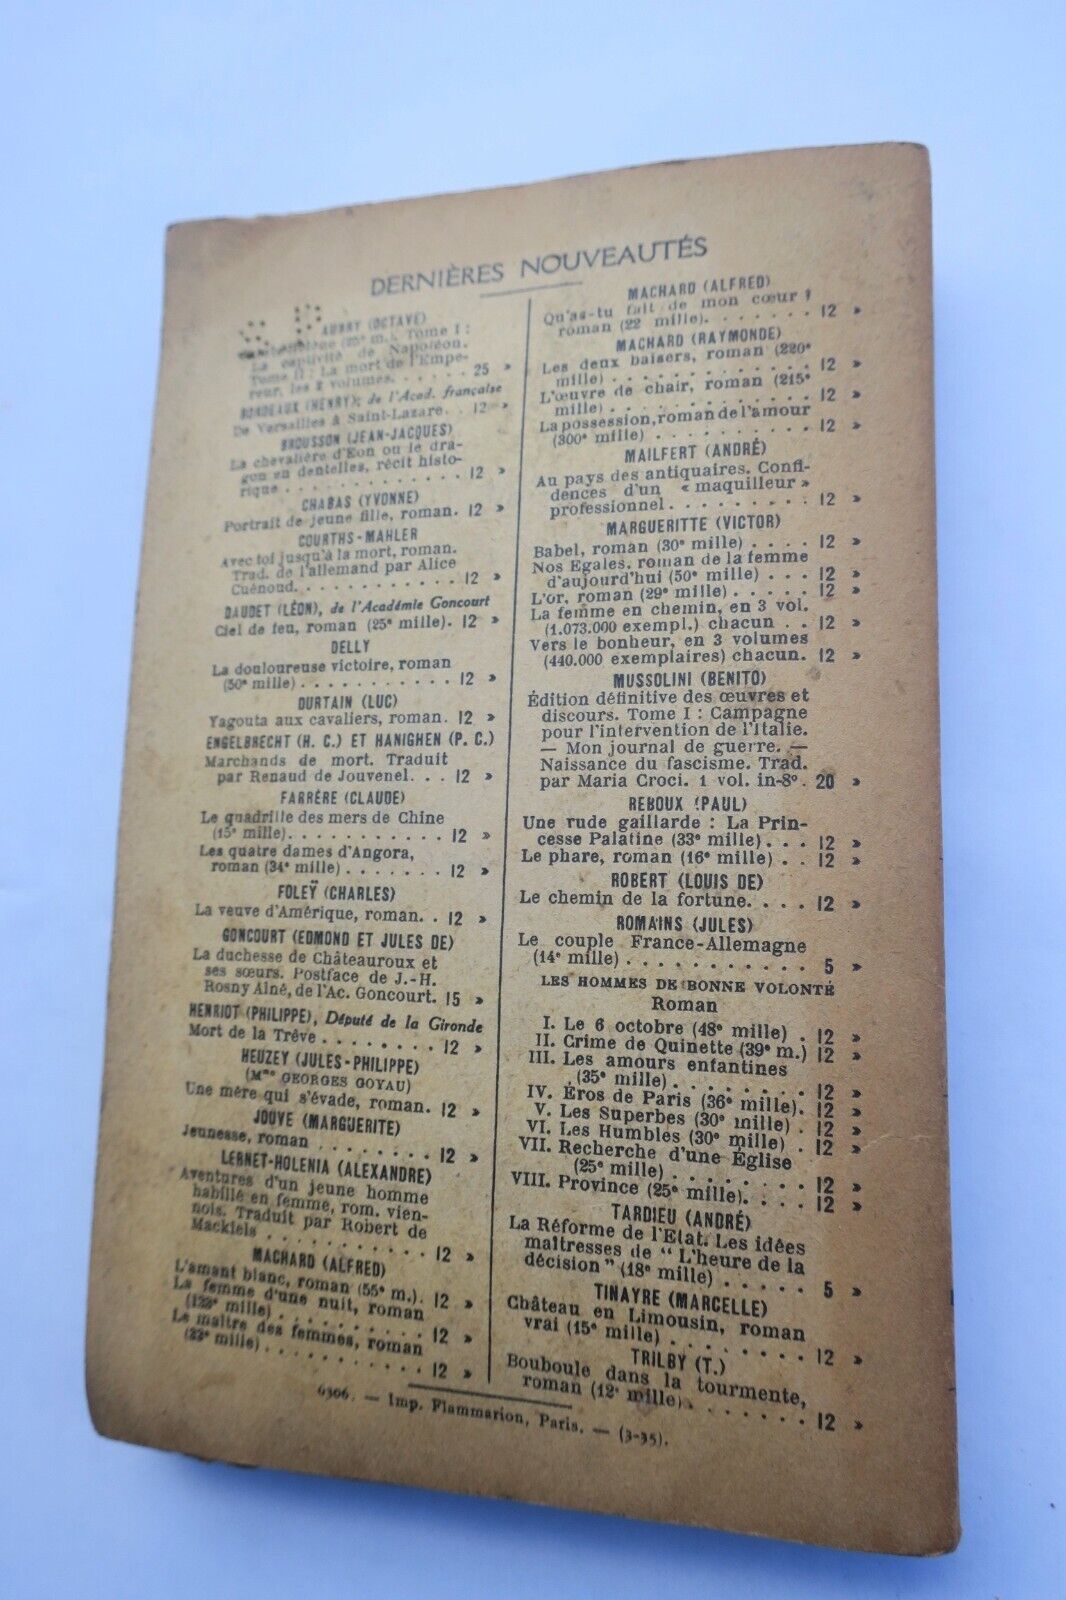 DERNIÈRES NOUVEAUTÉS
AUBRY (OCTAVE)
(25e m.). Tome I :
La captivité de Napoléon.
Tome II : La mort de l'Empe-
reur, les 2 volumes. . . . . . 25 »
BORDEAUX (HENRY), de l'Acad. française
De Versailles à Saint-Lazare. . 12 »
BROUSSON (JEAN-JACQUES)
La chevalière d'Eon ou le dra-
gon en dentelles, récit histo-
rique . . . . . . . . . . . . 12 »
CHABAS (YVONNE)
Portrait de jeune fille, roman. 12 »
COURTHS-MAHLER
Avec toi jusqu'à la mort, roman.
Trad. de l'allemand par Alice
Cuénoud. . . . . . . . . . . 12 »
DAUDET (LÉON), de l'Académie Goncourt
Ciel de feu, roman (25e mille). 12 »
DELLY
La douloureuse victoire, roman
(50e mille) . . . . . . . . . . . 12 »
DURTAIN (LUC)
Yagouta aux cavaliers, roman. 12 »
ENGELBRECHT (H. C.) ET HANIGHEN (P. C.)
Marchands de mort. Traduit
par Renaud de Jouvenel. . . 12 »
FARRÈRE (CLAUDE)
Le quadrille des mers de Chine
(15e mille). . . . . . . . . . . 12 »
Les quatre dames d'Angora,
roman (34e mille) . . . . . . . 12 »
FOLEŸ (CHARLES)
La veuve d'Amérique, roman. . 12 »
GONCOURT (EDMOND ET JULES DE)
La duchesse de Châteauroux et
ses sœurs. Postface de J.-H.
Rosny Aîné, de l'Ac. Goncourt. 15 »
HENRIOT (PHILIPPE), Député de la Gironde
Mort de la Trêve . . . . . . . . 12 »
HEUZEY (JULES-PHILIPPE)
(Mme GEORGES GOYAU)
Une mère qui s'évade, roman. 12 »
JOUVE (MARGUERITE)
Jeunesse, roman . . . . . . . . 12 »
LERNET-HOLENIA (ALEXANDRE)
Aventures d'un jeune homme
habillé en femme, rom. vien-
nois. Traduit par Robert de
Mackiels . . . . . . . . . . . 12 »
MACHARD (ALFRED)
L'amant blanc, roman (55e m.). 12 »
La femme d'une nuit, roman
(122e mille) . . . . . . . . . . 12 »
Le maître des femmes, roman
(22e mille) . . . . . . . . . . . 12 »
MACHARD (ALFRED)
Qu'as-tu fait de mon cœur ?
roman (22 mille). . . . . . . 12 »
MACHARD (RAYMONDE)
Les deux baisers, roman (220e
mille) . . . . . . . . . . . . 12 »
L'œuvre de chair, roman (215e
mille) . . . . . . . . . . . . 12 »
La possession, roman de l'amour
(300e mille) . . . . . . . . . 12 »
MAILFERT (ANDRÉ)
Au pays des antiquaires. Confi-
dences d'un « maquilleur »
professionnel . . . . . . . . . 12 »
MARGUERITTE (VICTOR)
Babel, roman (30e mille) . . . . 12 »
Nos Egales, roman de la femme
d'aujourd'hui (50e mille) . . . 12 »
L'or, roman (29e mille) . . . . . 12 »
La femme en chemin, en 3 vol.
(1.073.000 exempl.) chacun . . 12 »
Vers le bonheur, en 3 volumes
(440.000 exemplaires) chacun. 12 »
MUSSOLINI (BENITO)
Édition définitive des œuvres et
discours. Tome I : Campagne
pour l'intervention de l'Italie.
— Mon journal de guerre. —
Naissance du fascisme. Trad.
par Maria Croci. 1 vol. in-8º. 20 »
REBOUX (PAUL)
Une rude gaillarde : La Prin-
cesse Palatine (33e mille). . . 12 »
Le phare, roman (16e mille) . . 12 »
ROBERT (LOUIS DE)
Le chemin de la fortune. . . . 12 »
ROMAINS (JULES)
Le couple France-Allemagne
(14e mille) . . . . . . . . . . . 5 »
LES HOMMES DE BONNE VOLONTÉ
Roman
I. Le 6 octobre (48e mille) . 12 »
II. Crime de Quinette (39e m.) 12 »
III. Les amours enfantines
(35e mille) . . . . . . . . . 12 »
IV. Éros de Paris (36e mille). 12 »
V. Les Superbes (30e mille) . 12 »
VI. Les Humbles (30e mille) . 12 »
VII. Recherche d'une Église
(25e mille) . . . . . . . . . 12 »
VIII. Province (25e mille). . . . 12 »
TARDIEU (ANDRÉ)
La Réforme de l'Etat. Les idées
maîtresses de " L'heure de la
décision " (18e mille) . . . . . 5 »
TINAYRE (MARCELLE)
Château en Limousin, roman
vrai (15e mille) . . . . . . . . 12 »
TRILBY (T.)
Bouboule dans la tourmente,
roman (12e mille). . . . . . . 12 »
6306. — Imp. Flammarion, Paris. — (3-35).